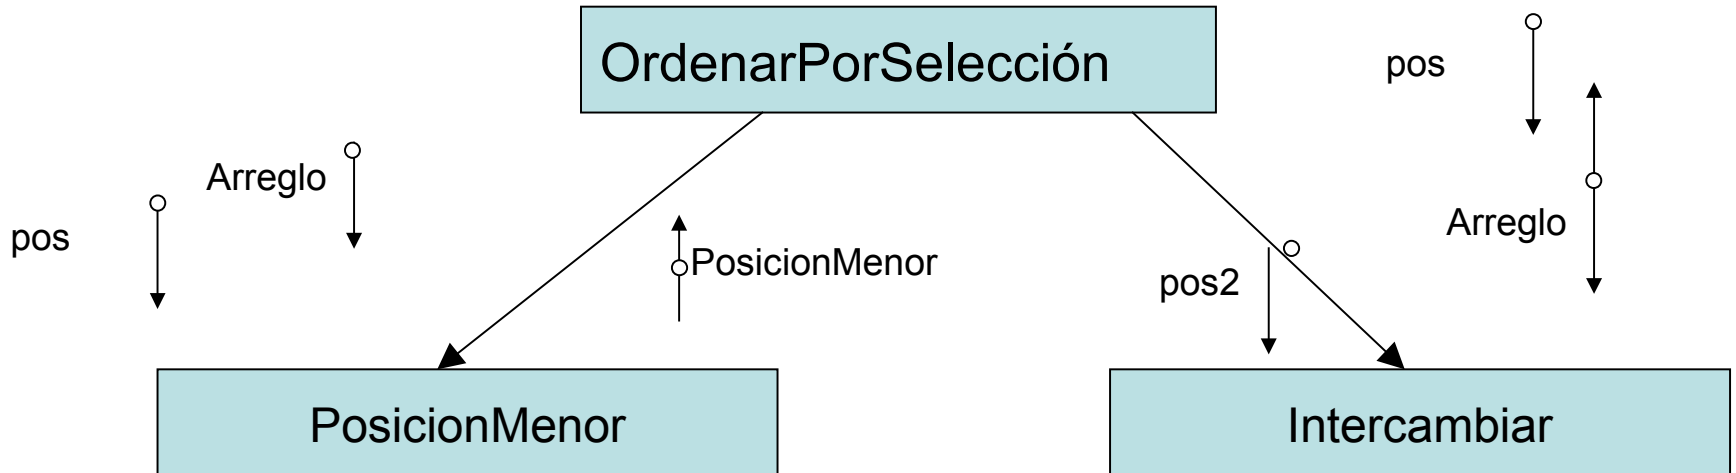 OrdenarPorSelección
pos
Arreglo
pos
Arreglo
PosicionMenor
pos2
PosicionMenor
Intercambiar